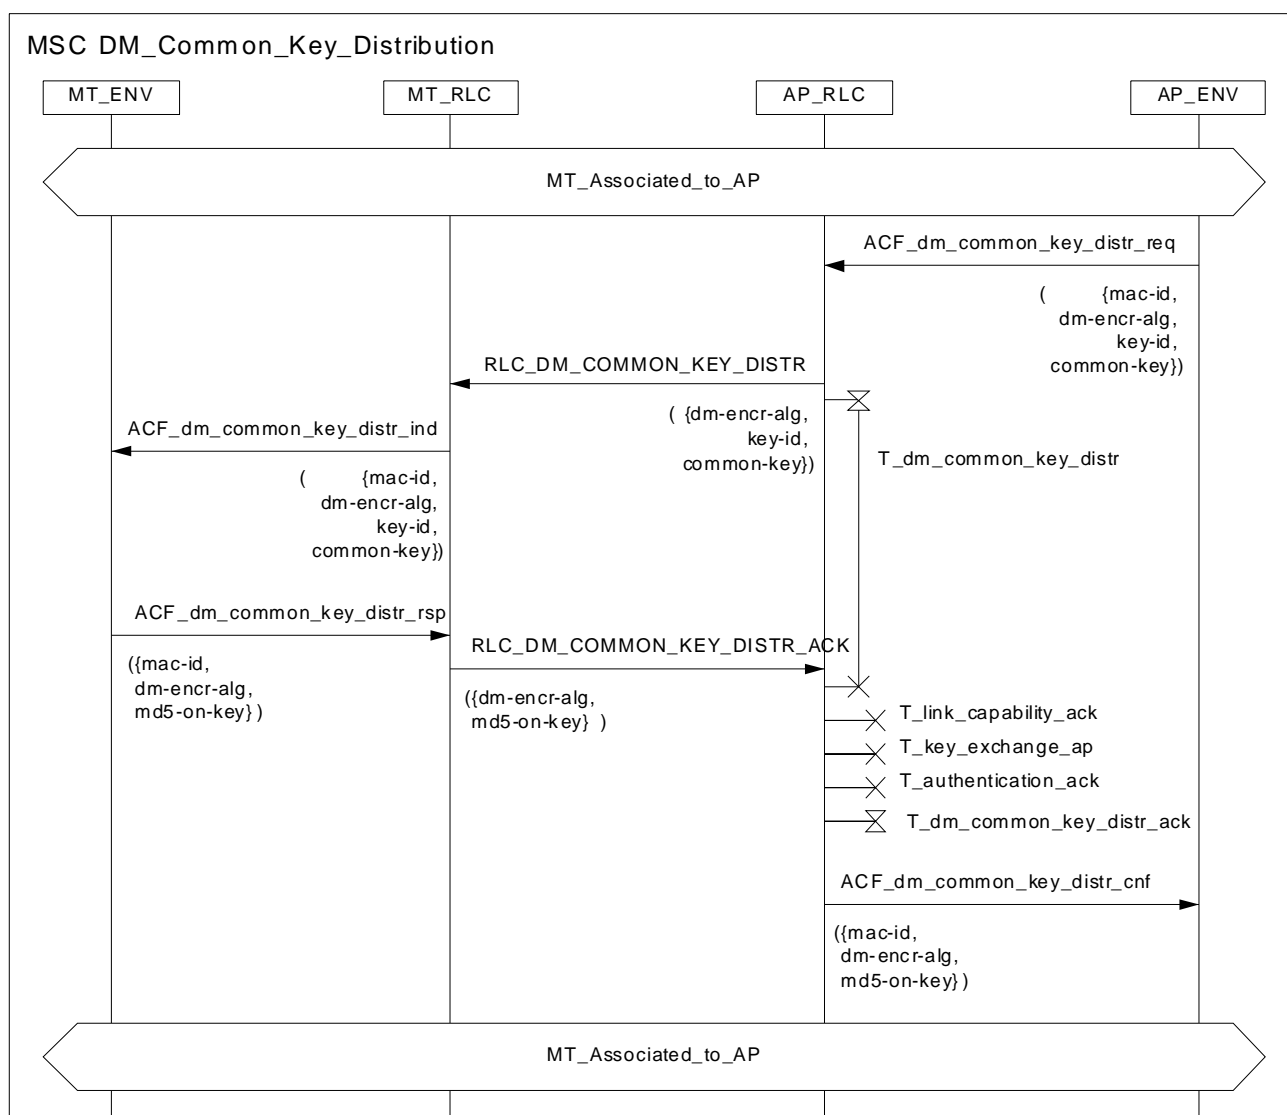 MSC DM_Common_Key_Distribution
MT_ENV
MT_RLC
AP_RLC
AP_ENV
MT_Associated_to_AP
ACF_dm_common_key_distr_req
( {mac-id,
dm-encr-alg,
key-id,
common-key})
RLC_DM_COMMON_KEY_DISTR
( {dm-encr-alg,
key-id,
common-key})
T_dm_common_key_distr
ACF_dm_common_key_distr_ind
( {mac-id,
dm-encr-alg,
key-id,
common-key})
ACF_dm_common_key_distr_rsp
({mac-id,
dm-encr-alg,
md5-on-key} )
RLC_DM_COMMON_KEY_DISTR_ACK
({dm-encr-alg,
md5-on-key} )
T_link_capability_ack
T_key_exchange_ap
T_authentication_ack
T_dm_common_key_distr_ack
ACF_dm_common_key_distr_cnf
({mac-id,
dm-encr-alg,
md5-on-key} )
MT_Associated_to_AP